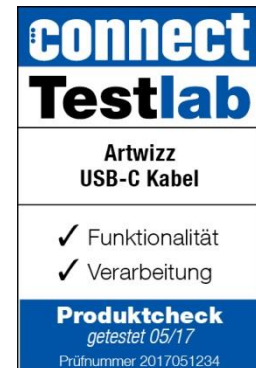 connect
Testlab
Artwizz
USB-C Kabel
✓ Funktionalität
✓ Verarbeitung
Produktcheck
getestet 05/17
Prüfnummer 2017051234